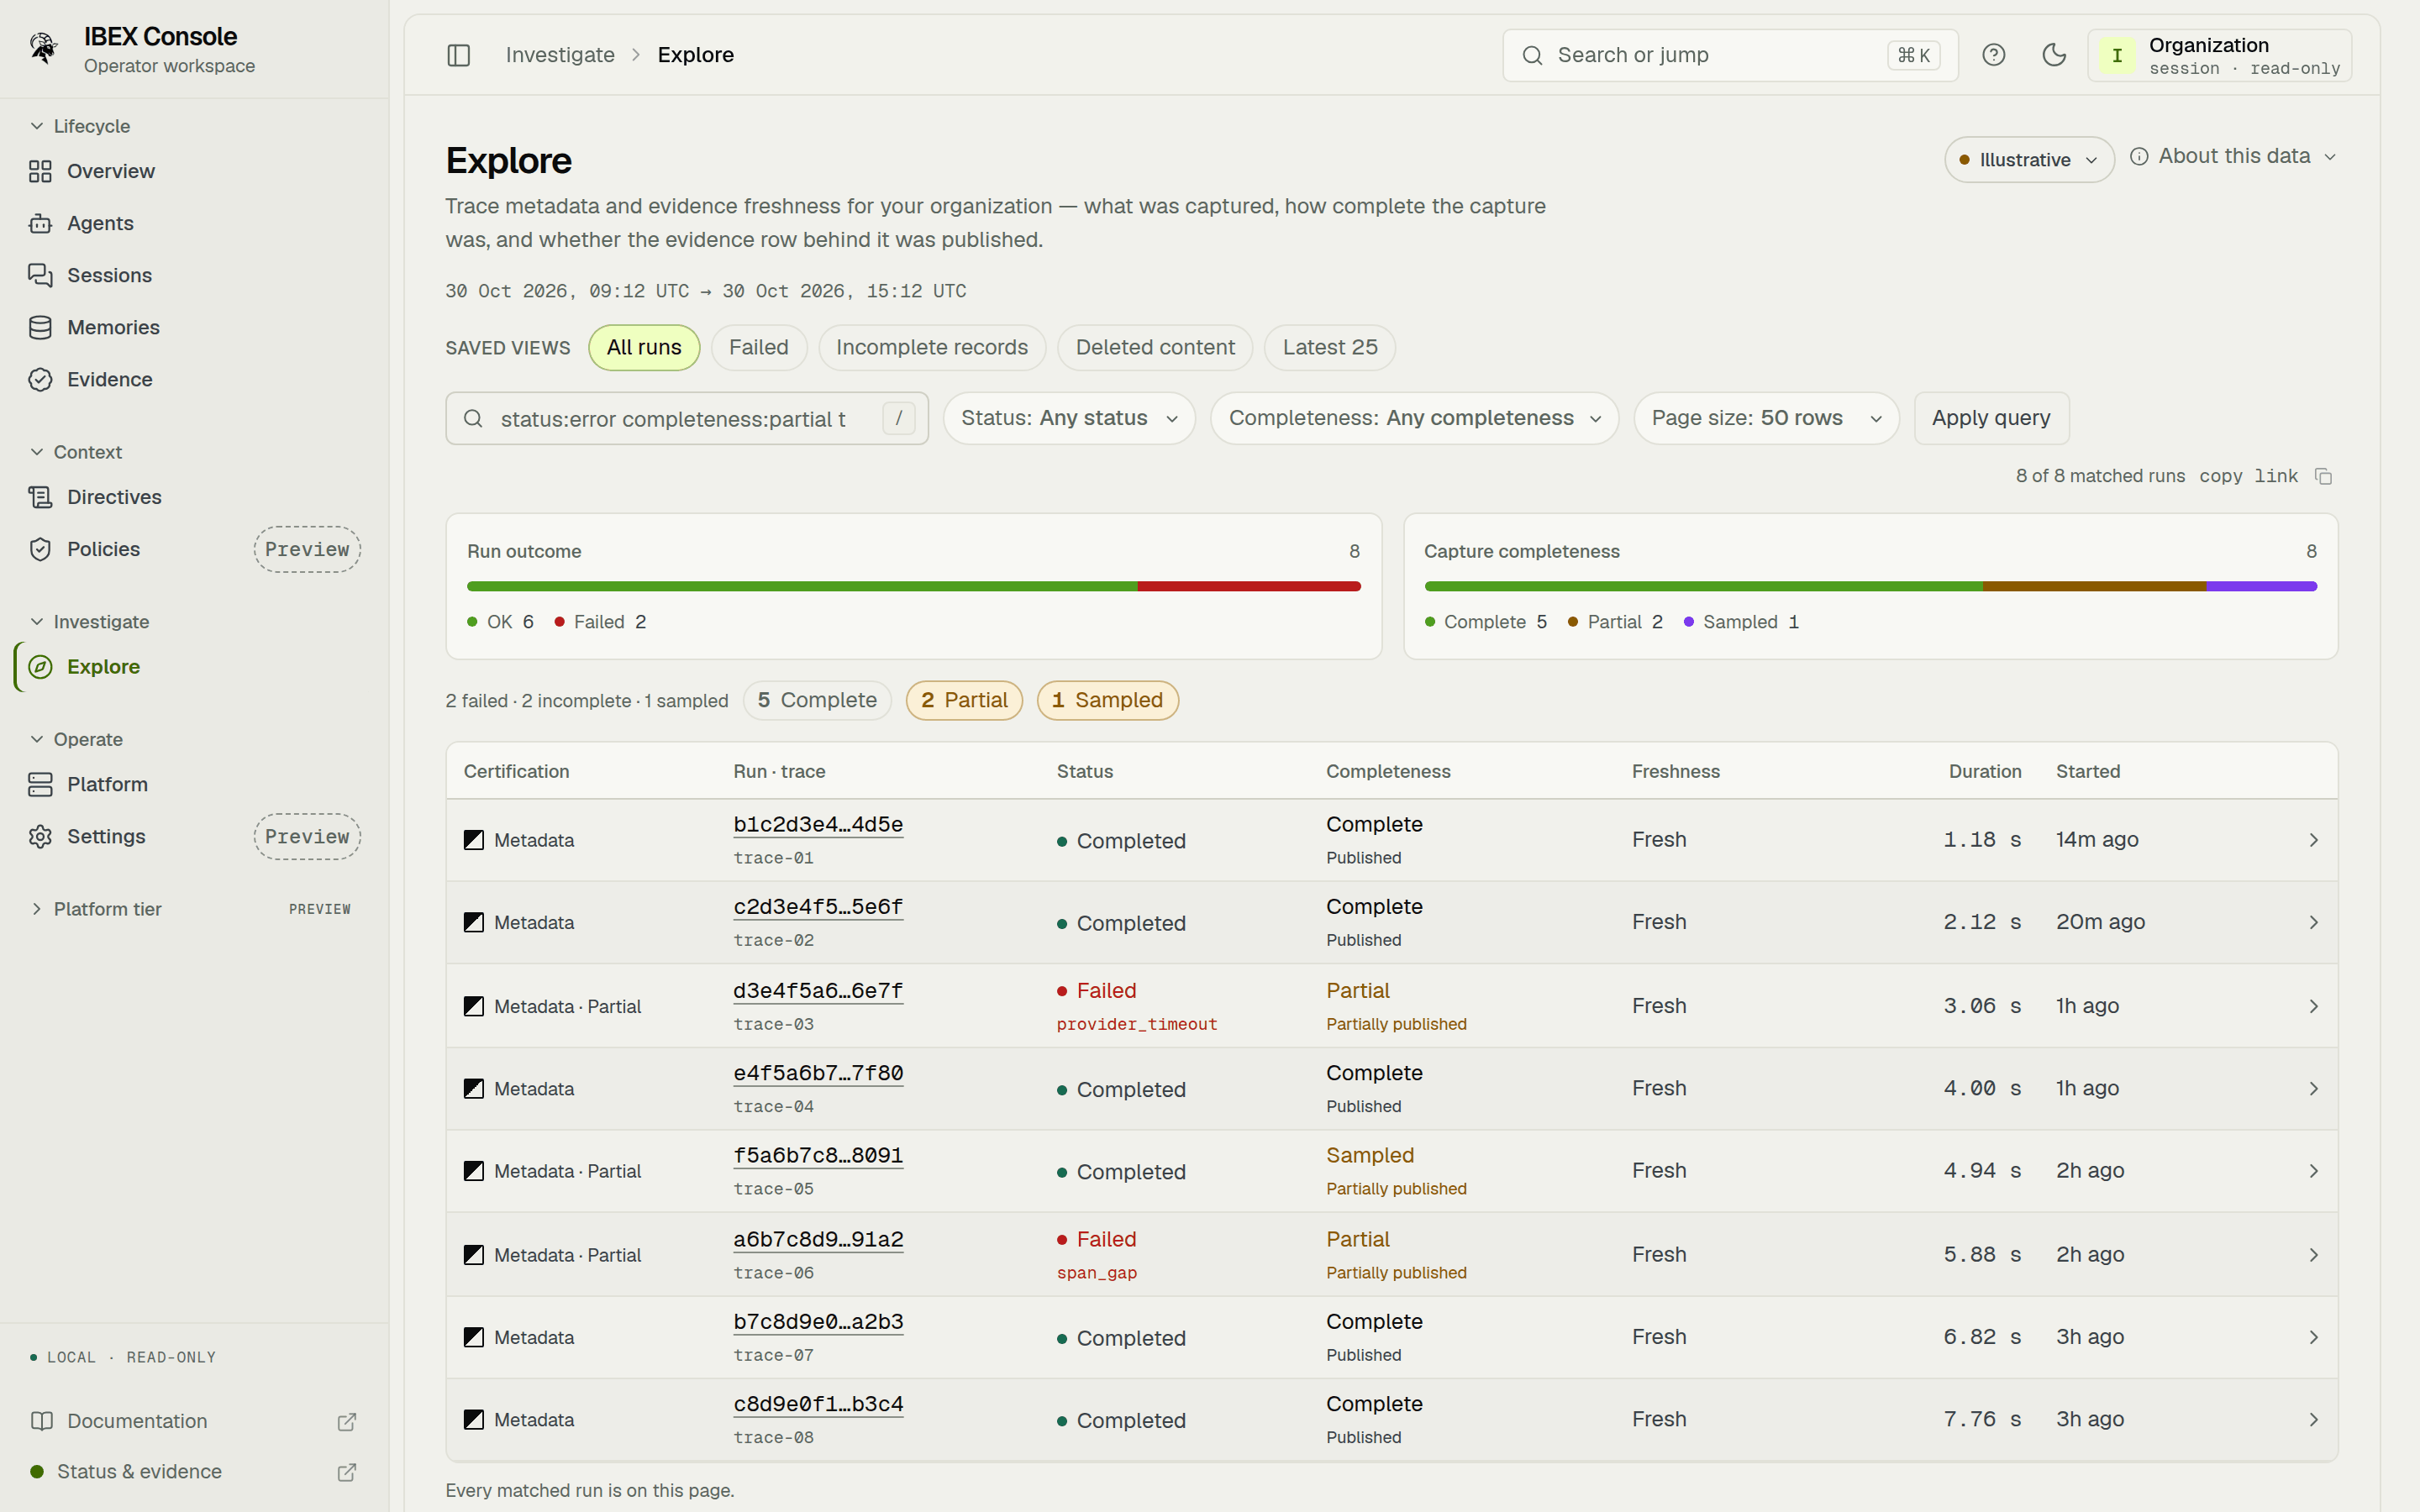 IBEX Console
Operator workspace
Lifecycle
Overview
Agents
Sessions
Memories
Evidence
Context
Directives
Policies Preview
Investigate
Explore
Operate
Platform
Settings Preview
Platform tier PREVIEW
LOCAL · READ-ONLY
Documentation
Status & evidence
Investigate > Explore
Search or jump ⌘K
I Organization
session · read-only
Explore
Illustrative
About this data
Trace metadata and evidence freshness for your organization — what was captured, how complete the capture
was, and whether the evidence row behind it was published.
30 Oct 2026, 09:12 UTC → 30 Oct 2026, 15:12 UTC
SAVED VIEWS All runs Failed Incomplete records Deleted content Latest 25
status:error completeness:partial t / Status: Any status Completeness: Any completeness Page size: 50 rows Apply query
8 of 8 matched runs copy link
Run outcome 8
OK 6 Failed 2
Capture completeness 8
Complete 5 Partial 2 Sampled 1
2 failed · 2 incomplete · 1 sampled 5 Complete 2 Partial 1 Sampled
Certification Run · trace Status Completeness Freshness Duration Started
Metadata b1c2d3e4…4d5e Completed Complete Fresh 1.18 s 14m ago
trace-01 Published
Metadata c2d3e4f5…5e6f Completed Complete Fresh 2.12 s 20m ago
trace-02 Published
Metadata · Partial d3e4f5a6…6e7f Failed Partial Fresh 3.06 s 1h ago
trace-03 provider_timeout Partially published
Metadata e4f5a6b7…7f80 Completed Complete Fresh 4.00 s 1h ago
trace-04 Published
Metadata · Partial f5a6b7c8…8091 Completed Sampled Fresh 4.94 s 2h ago
trace-05 Partially published
Metadata · Partial a6b7c8d9…91a2 Failed Partial Fresh 5.88 s 2h ago
trace-06 span_gap Partially published
Metadata b7c8d9e0…a2b3 Completed Complete Fresh 6.82 s 3h ago
trace-07 Published
Metadata c8d9e0f1…b3c4 Completed Complete Fresh 7.76 s 3h ago
trace-08 Published
Every matched run is on this page.